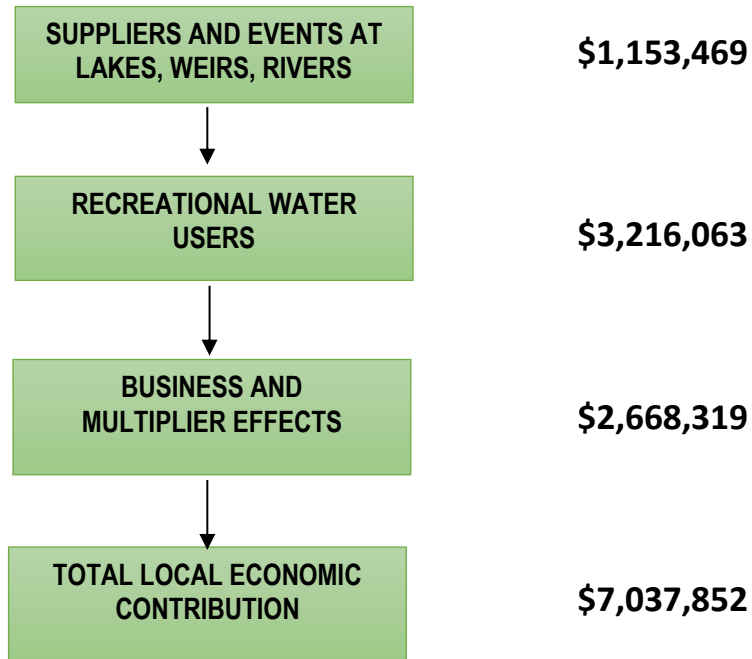 SUPPLIERS AND EVENTS AT
LAKES, WEIRS, RIVERS
$1,153,469
RECREATIONAL WATER
USERS
$3,216,063
BUSINESS AND
MULTIPLIER EFFECTS
$2,668,319
TOTAL LOCAL ECONOMIC
CONTRIBUTION
$7,037,852